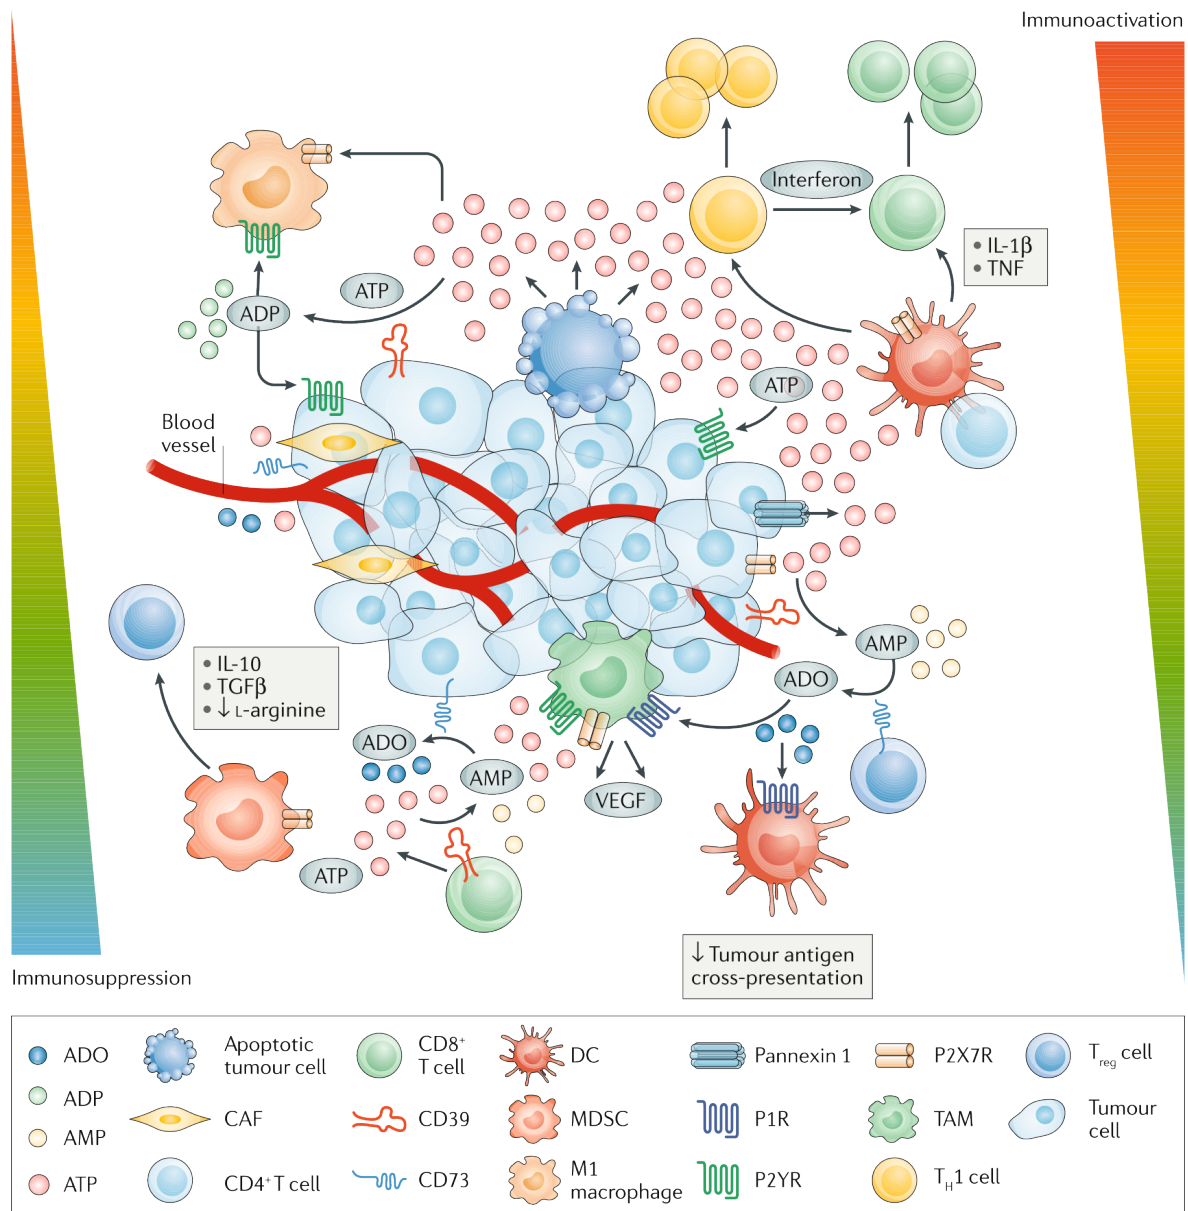 Immunoactivation
Interferon
• IL-1β
• TNF
ATP
ADP
ATP
Blood
vessel
AMP
ADO
• IL-10
• TGFβ
• ↓ L-arginine
ADO
AMP
VEGF
ATP
↓ Tumour antigen
cross-presentation
Immunosuppression
ADO
ADP
AMP
ATP
Apoptotic
tumour cell
CAF
CD4⁺ T cell
CD8⁺
T cell
CD39
CD73
DC
MDSC
M1
macrophage
Pannexin 1
P1R
P2YR
P2X7R
TAM
T_H1 cell
T_reg cell
Tumour
cell